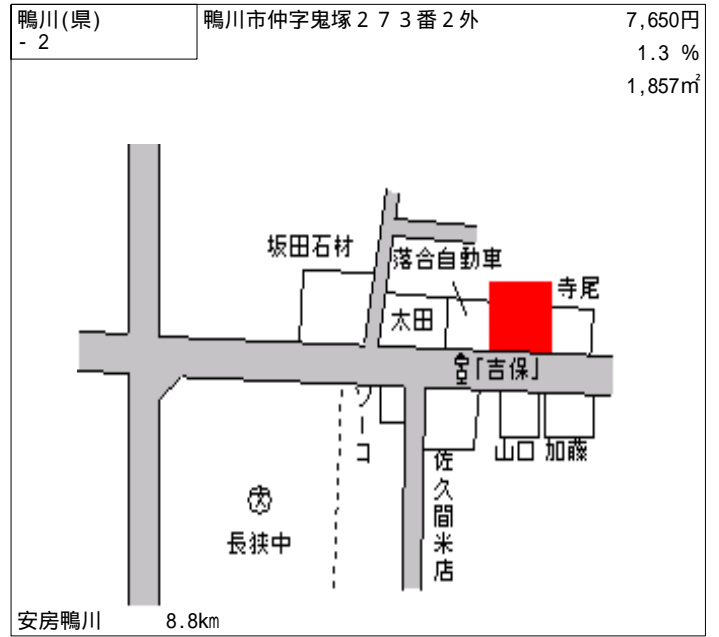 鴨川(県)
- 2
鴨川市仲字鬼塚２７３番２外
7,650円
1.3 %
1,857㎡
坂田石材
落合自動車
寺尾
太田
「吉保」
ソーコ
山口
加藤
佐久間米店
文
長狭中
安房鴨川 8.8km